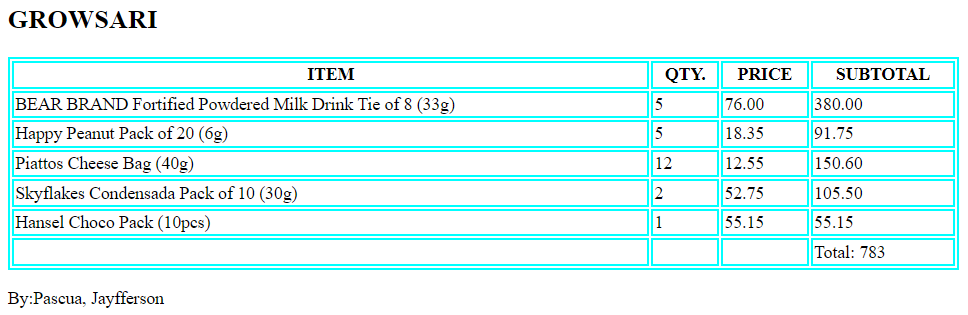 GROWSARI
ITEM QTY. PRICE SUBTOTAL
BEAR BRAND Fortified Powdered Milk Drink Tie of 8 (33g) 5 76.00 380.00
Happy Peanut Pack of 20 (6g) 5 18.35 91.75
Piattos Cheese Bag (40g) 12 12.55 150.60
Skyflakes Condensada Pack of 10 (30g) 2 52.75 105.50
Hansel Choco Pack (10pcs) 1 55.15 55.15
Total: 783
By:Pascua, Jayfferson